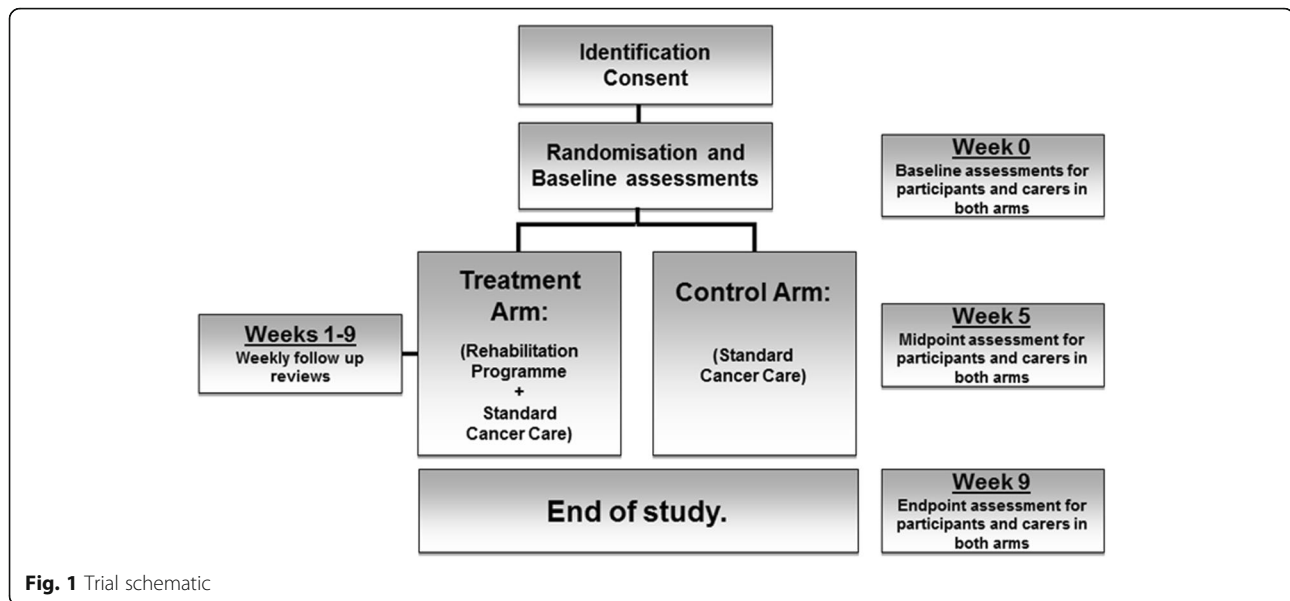 Identification
Consent
Randomisation and
Baseline assessments
Week 0
Baseline assessments for
participants and carers in
both arms
Treatment
Arm:
(Rehabilitation
Programme
+
Standard
Cancer Care)
Control Arm:
(Standard
Cancer Care)
Weeks 1-9
Weekly follow up
reviews
Week 5
Midpoint assessment for
participants and carers in
both arms
End of study.
Week 9
Endpoint assessment for
participants and carers in
both arms
Fig. 1 Trial schematic